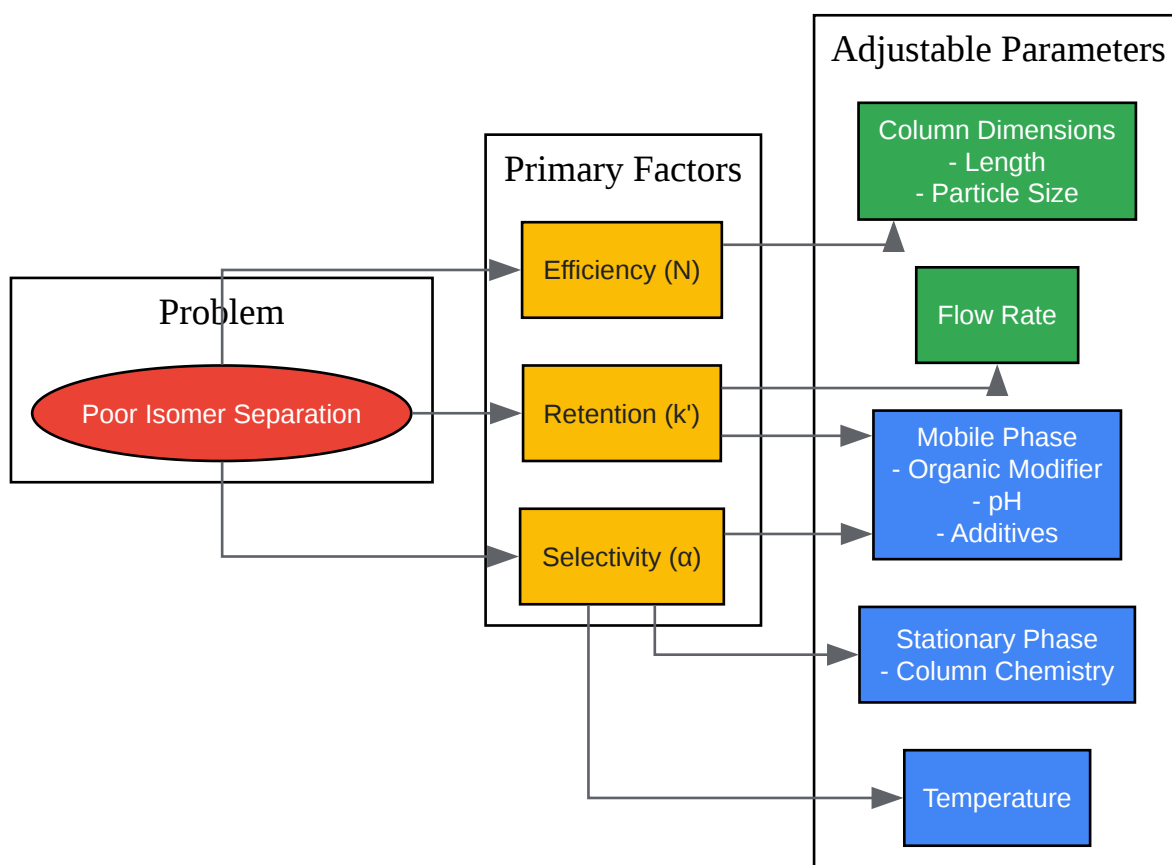 Problem
Poor Isomer Separation
Primary Factors
Efficiency (N)
Retention (k')
Selectivity (α)
Adjustable Parameters
Column Dimensions
- Length
- Particle Size
Flow Rate
Mobile Phase
- Organic Modifier
- pH
- Additives
Stationary Phase
- Column Chemistry
Temperature